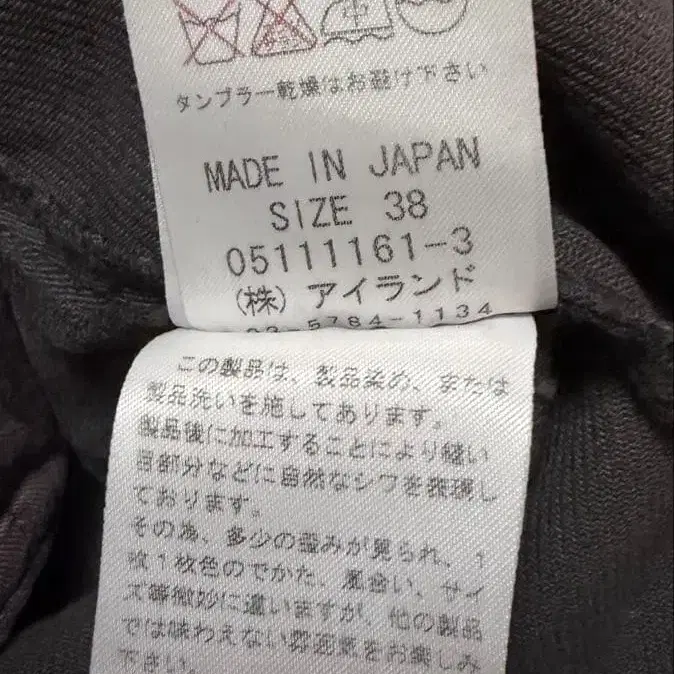 タンブラー乾燥はお避け下さい
MADE IN JAPAN
SIZE 38
05111161-3
(株) アイランド
03-5784-1134
この製品は、製品染め、または
製品洗いを施してあります。
製品後に加工することにより縫い
目部分などに自然なシワを表現し
ております。
その為、多少の歪みが見られ、1
枚1枚色のでかた、風合い、サイ
ズ等微妙に違いますが、他の製品
では味わえない雰囲気をお楽しみ
下さい。